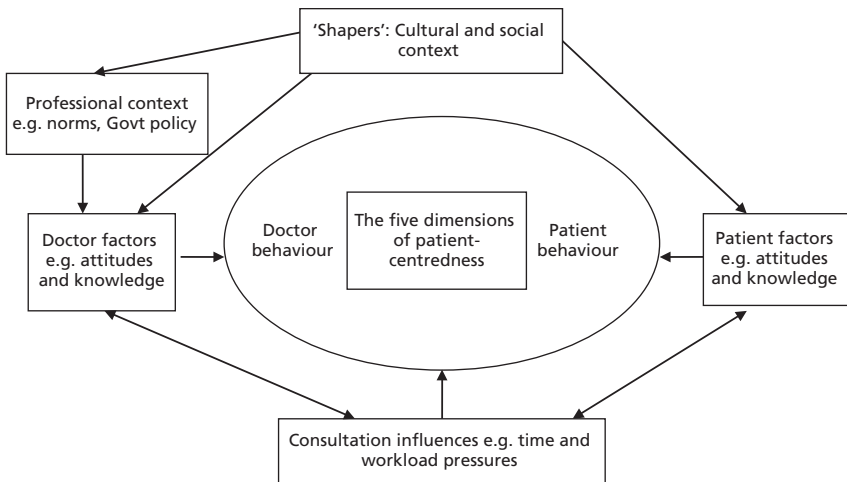 ‘Shapers’: Cultural and social
context
Professional context
e.g. norms, Govt policy
Doctor factors
e.g. attitudes
and knowledge
Doctor
behaviour
The five dimensions
of patient-
centredness
Patient
behaviour
Patient factors
e.g. attitudes
and knowledge
Consultation influences e.g. time and
workload pressures